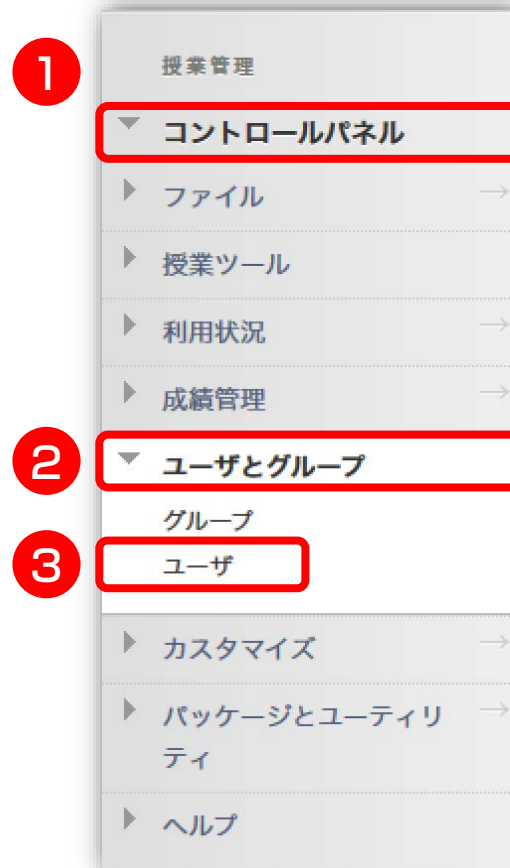 1
授業管理
コントロールパネル
ファイル
授業ツール
利用状況
成績管理
2
ユーザとグループ
グループ
3
ユーザ
カスタマイズ
パッケージとユーティリ
ティ
ヘルプ